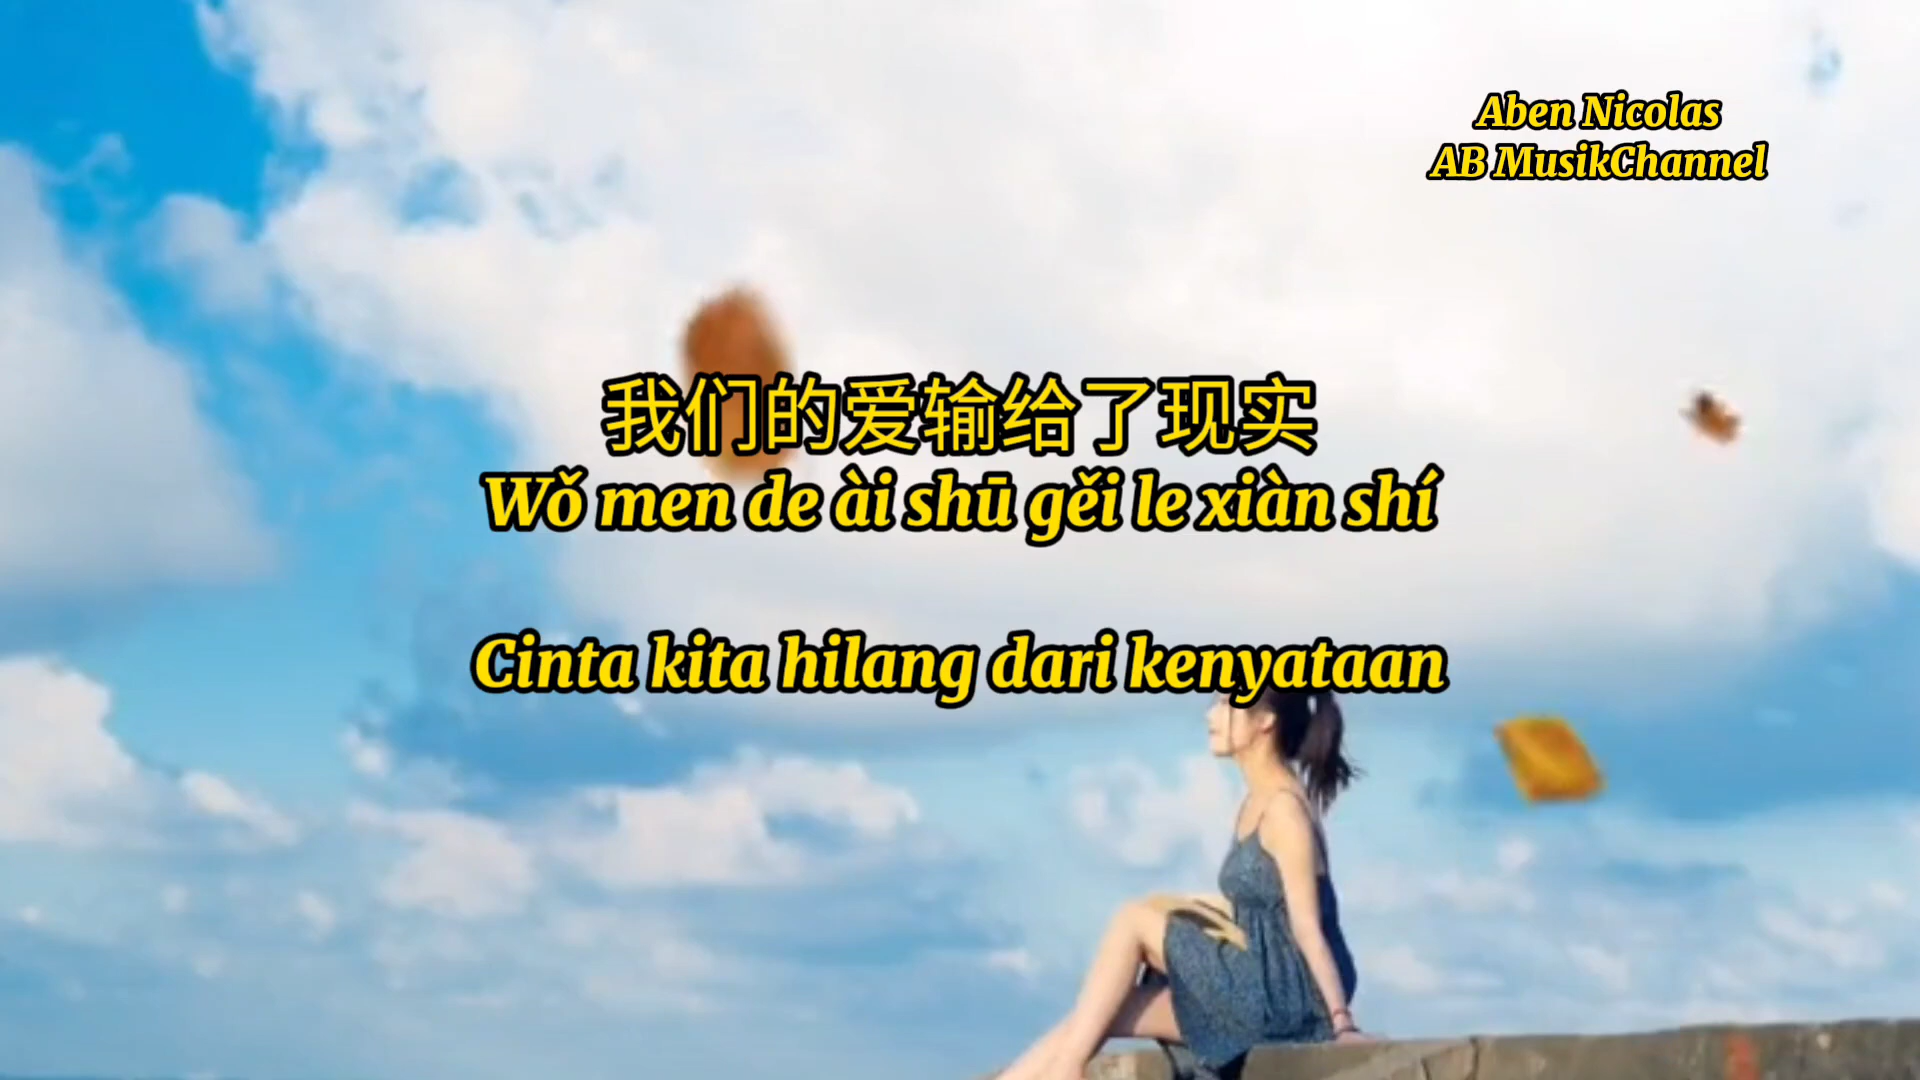 Aben Nicolas
AB MusikChannel
我们的爱输给了现实
Wǒ men de ài shū gěi le xiàn shí
Cinta kita hilang dari kenyataan